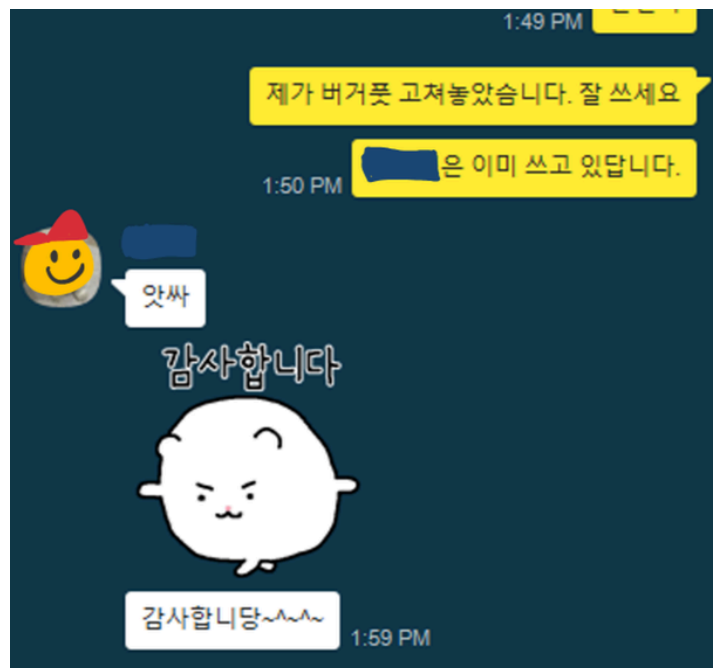 1:49 PM
제가 버거풋 고쳐놓았슴니다. 잘 쓰세요
은 이미 쓰고 있답니다.
1:50 PM
앗싸
감사합니다
감사합니당~^~^~
1:59 PM